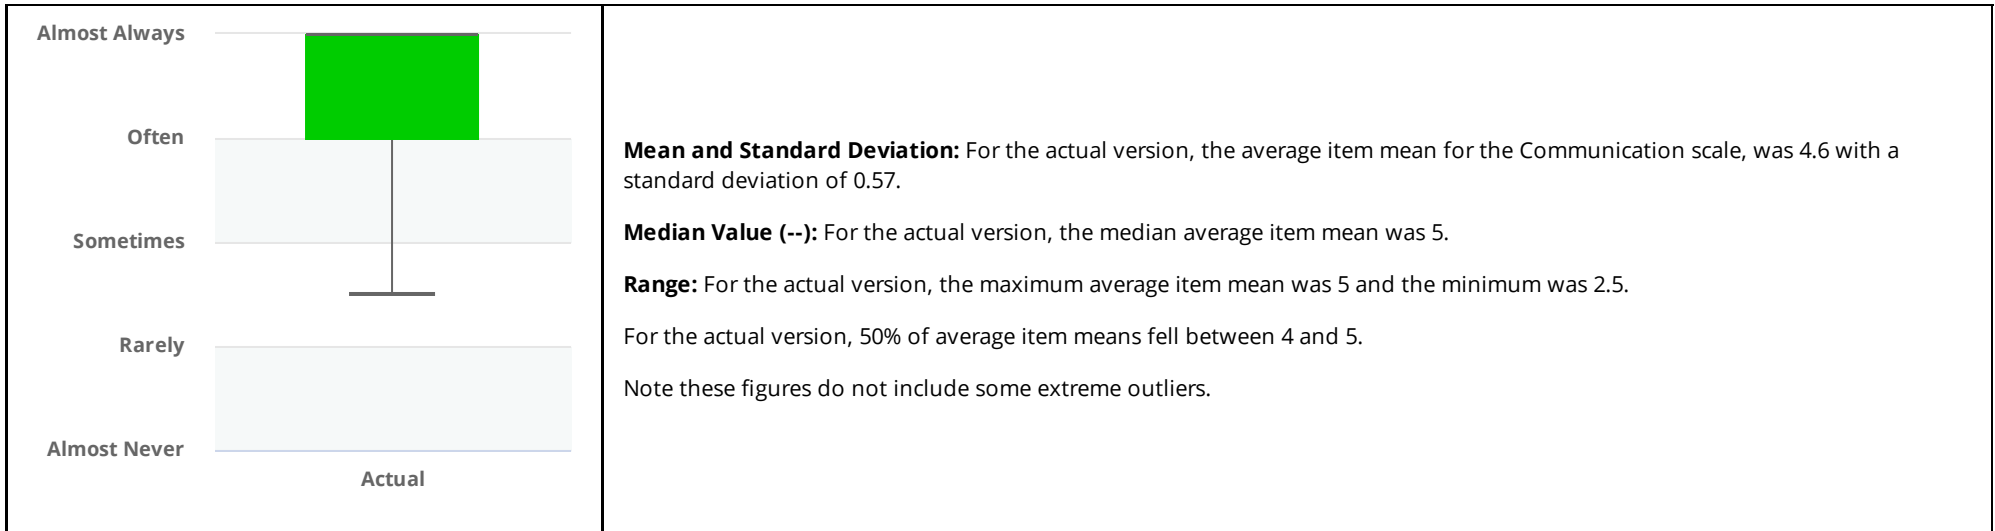 Almost Always
Often
Sometimes
Rarely
Almost Never
Actual
Mean and Standard Deviation: For the actual version, the average item mean for the Communication scale, was 4.6 with a
standard deviation of 0.57.
Median Value (--): For the actual version, the median average item mean was 5.
Range: For the actual version, the maximum average item mean was 5 and the minimum was 2.5.
For the actual version, 50% of average item means fell between 4 and 5.
Note these figures do not include some extreme outliers.